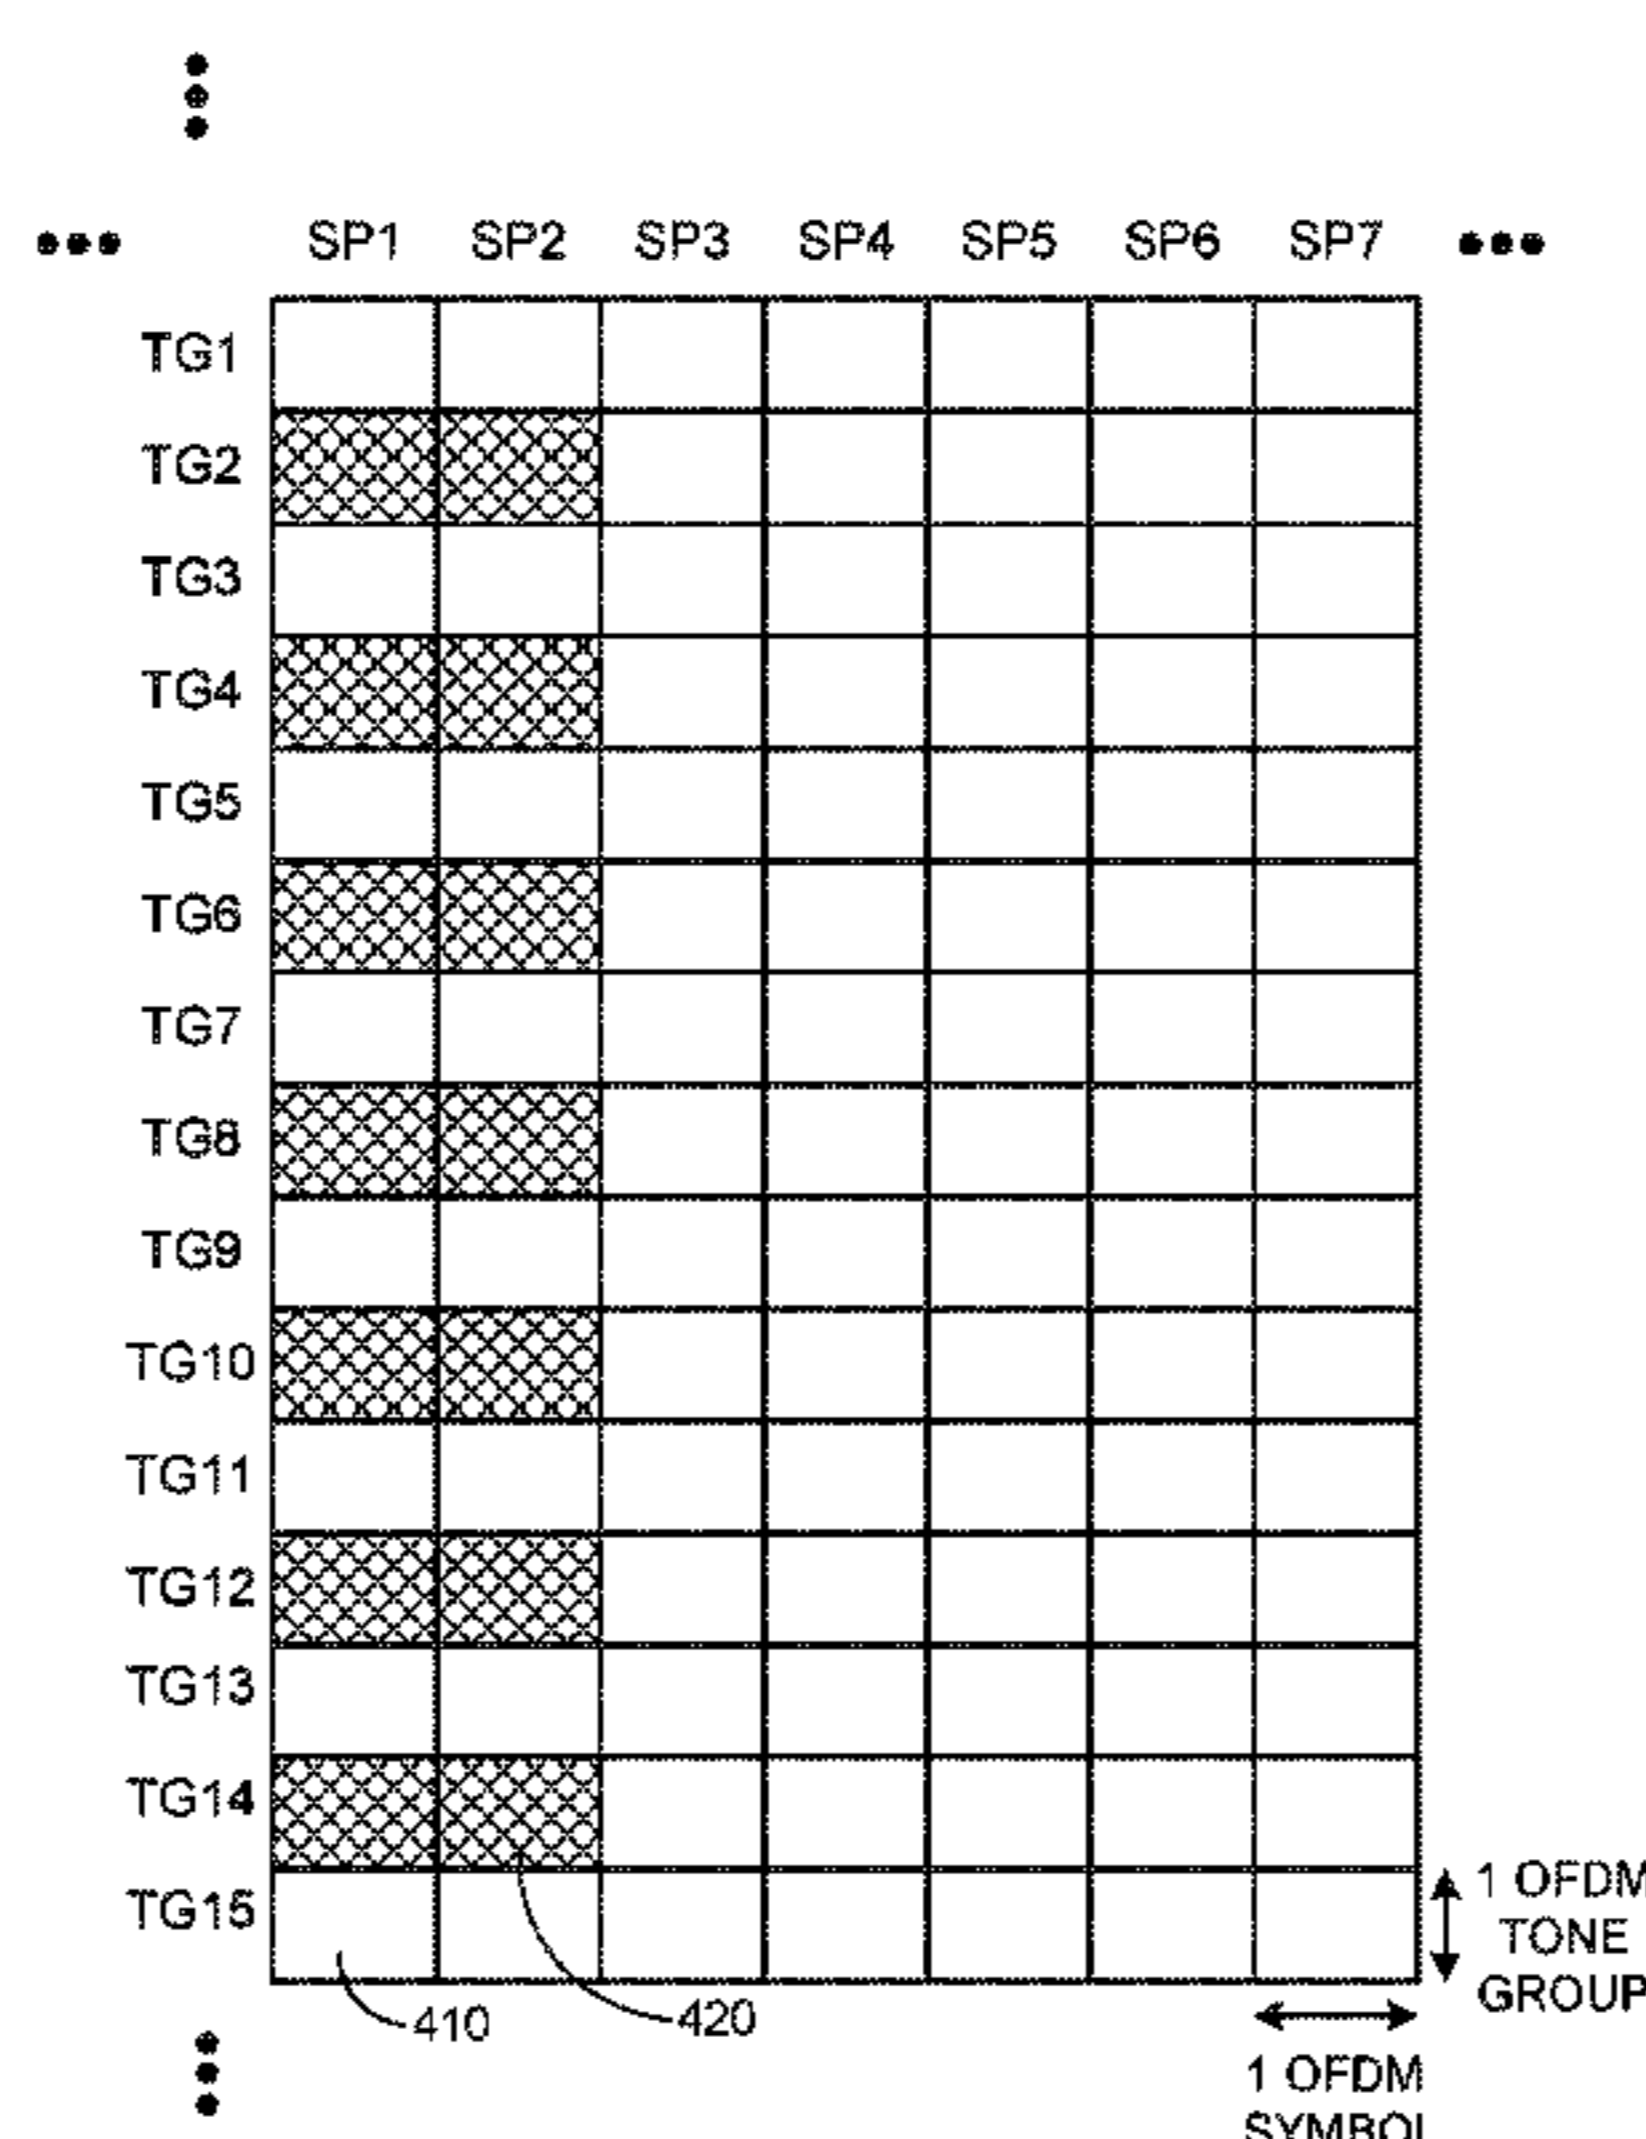 SP1 SP2 SP3 SP4 SP5 SP6 SP7
TG1
TG2
TG3
TG4
TG5
TG6
TG7
TG8
TG9
TG10
TG11
TG12
TG13
TG14
TG15
1 OFDM
TONE
GROUP
410
420
1 OFDM
SYMBOL